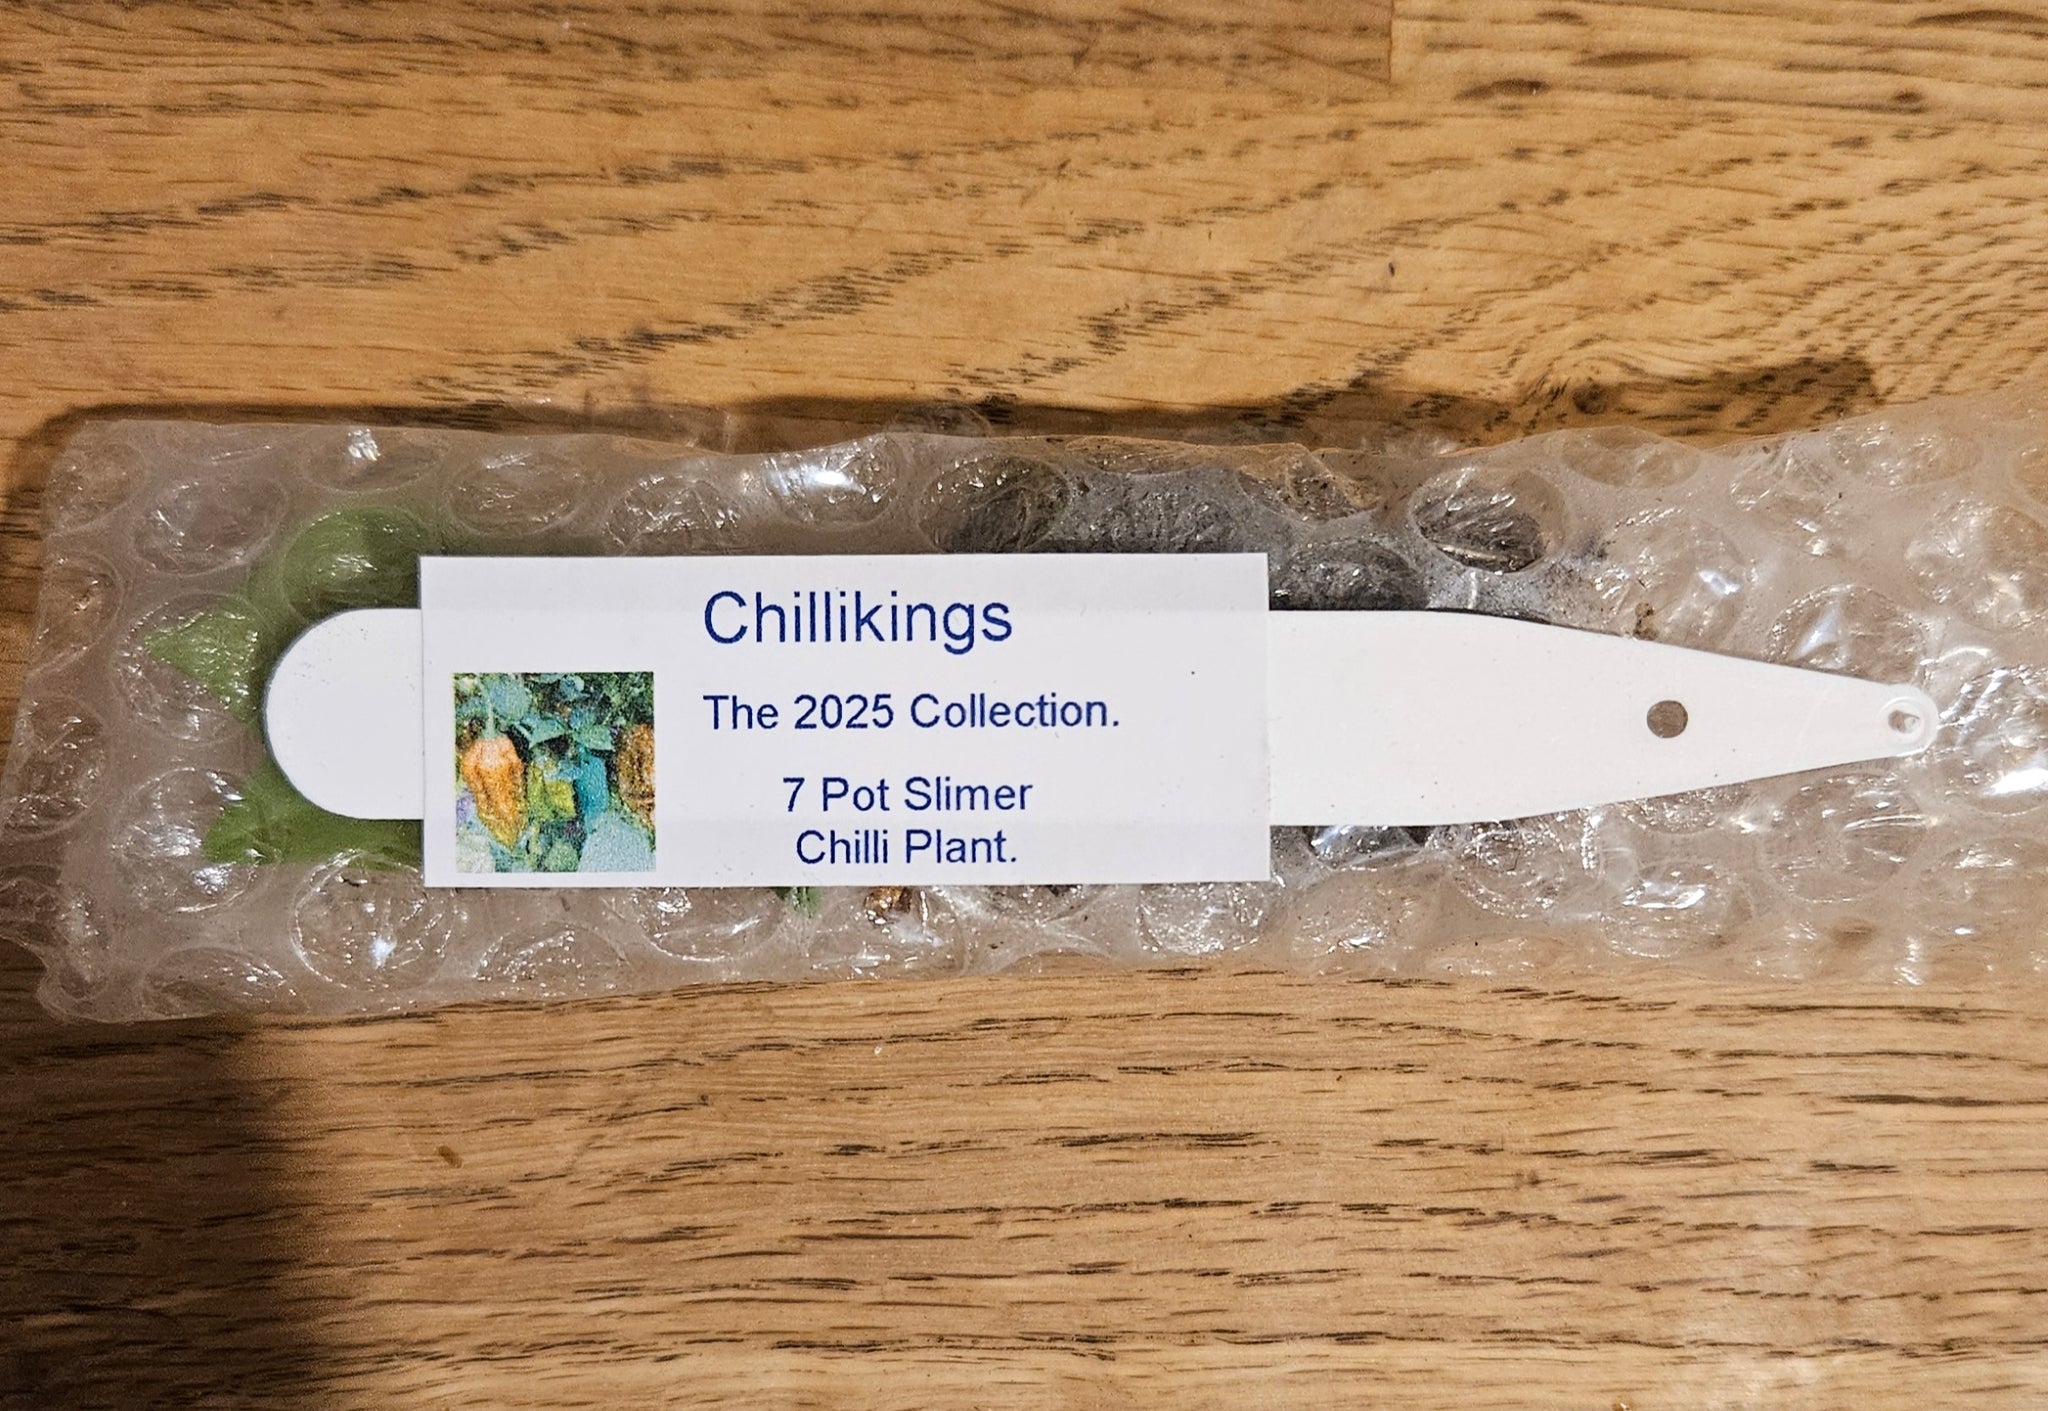 Chillikings
The 2025 Collection.
7 Pot Slimer
Chilli Plant.